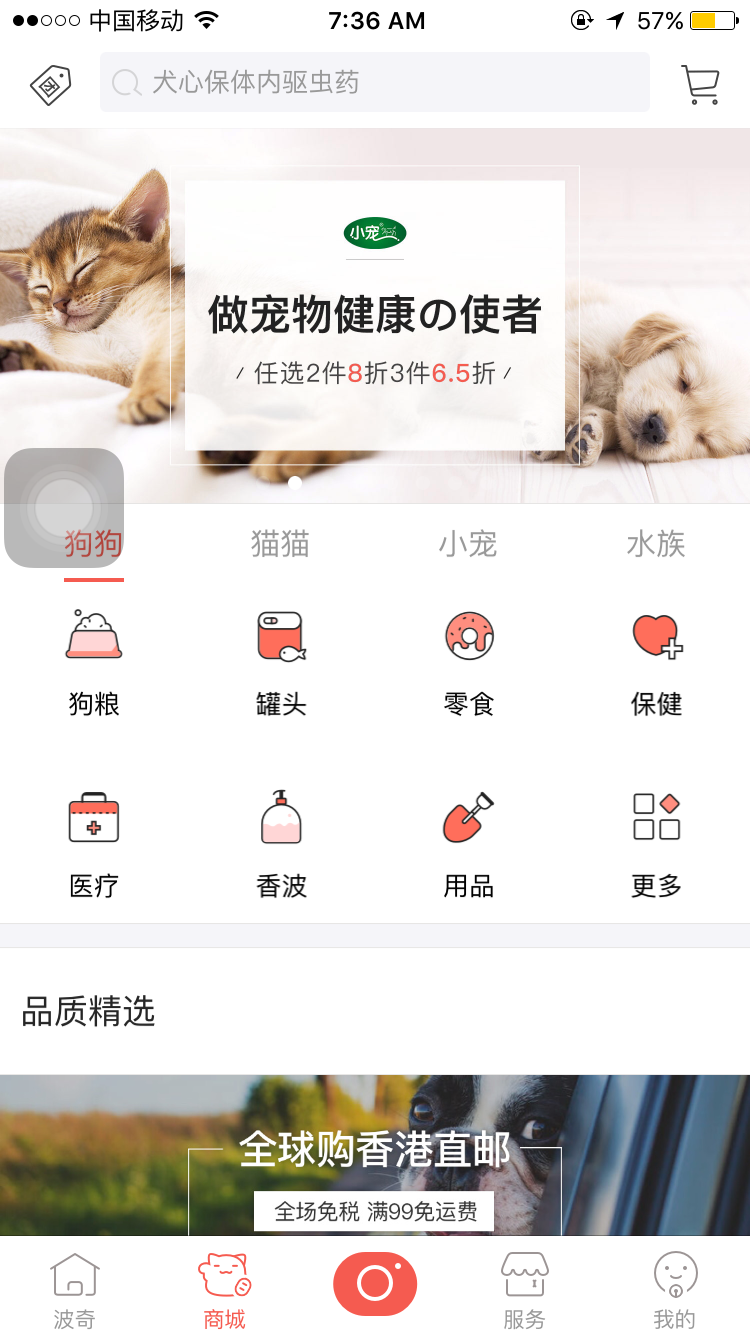 中国移动 7:36 AM 57%
团
犬心保体内驱虫药
小宠
做宠物健康の使者
任选2件8折3件6.5折
狗狗 猫猫 小宠 水族
狗粮 罐头 零食 保健
医疗 香波 用品 更多
品质精选
全球购香港直邮
全场免税 满99免运费
波奇 商城 服务 我的